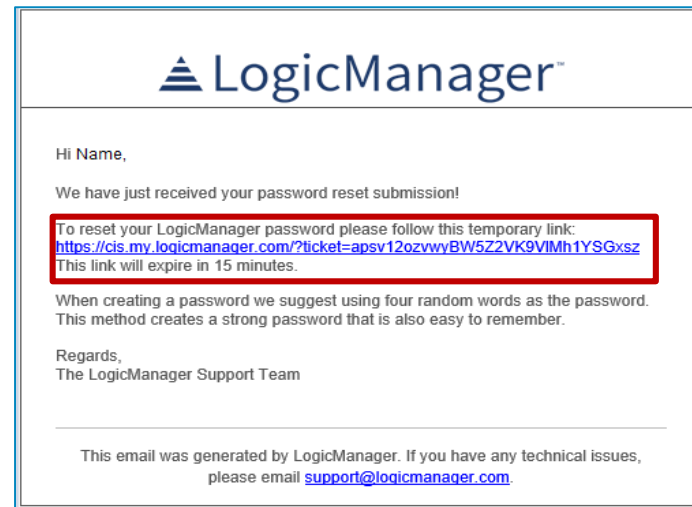 LogicManager™
Hi Name,
We have just received your password reset submission!
To reset your LogicManager password please follow this temporary link:
https://cis.my.logicmanager.com/?ticket=apsv12ozvwyBW5Z2VK9VlMh1YSGxsz
This link will expire in 15 minutes.
When creating a password we suggest using four random words as the password.
This method creates a strong password that is also easy to remember.
Regards,
The LogicManager Support Team
This email was generated by LogicManager. If you have any technical issues,
please email support@logicmanager.com.